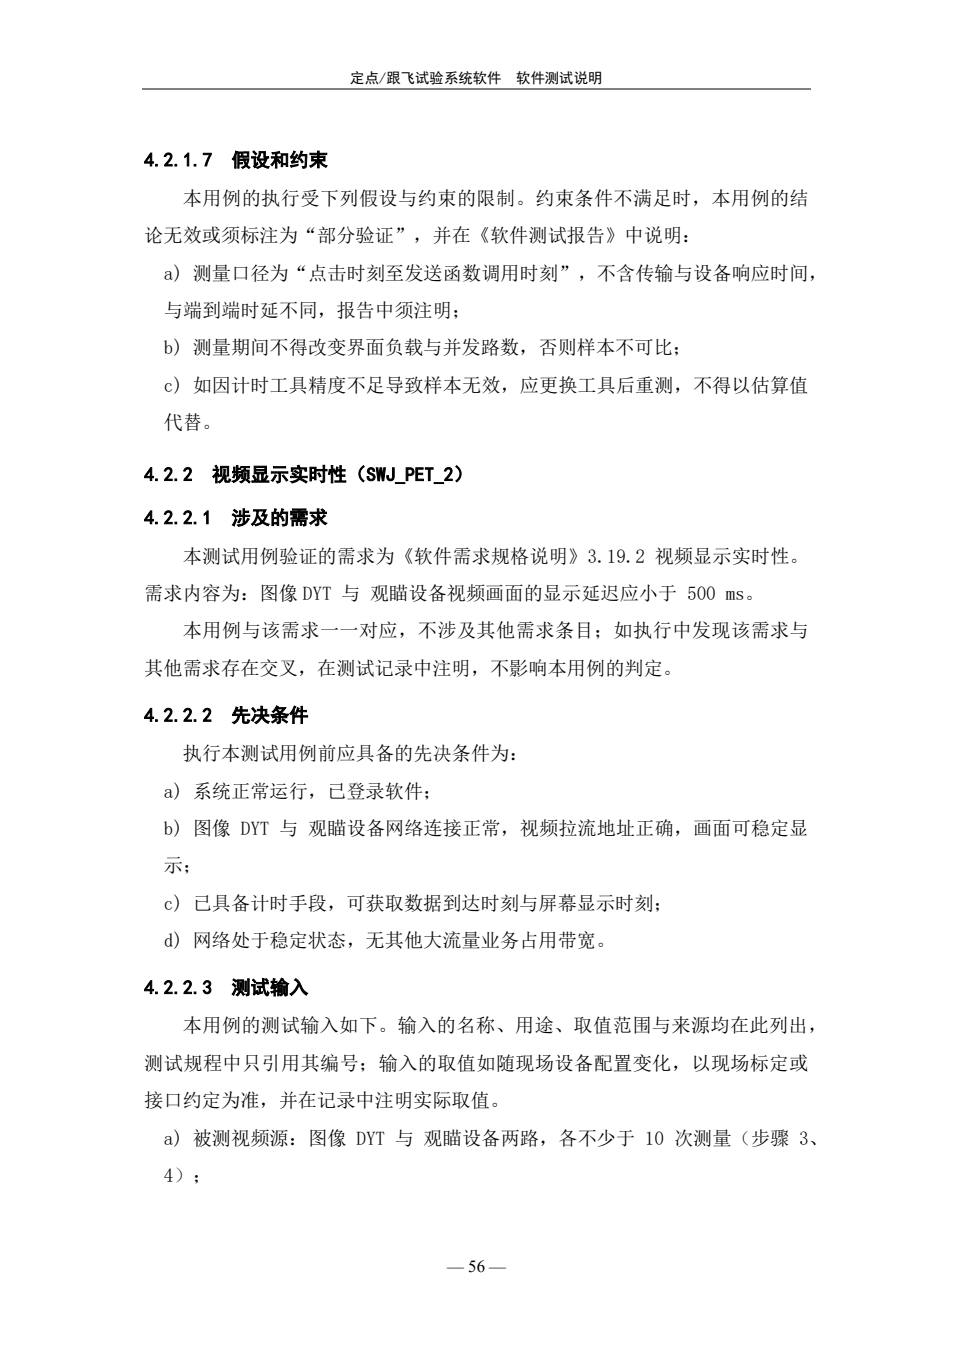 定点/跟飞试验系统软件　软件测试说明
4.2.1.7　假设和约束
本用例的执行受下列假设与约束的限制。约束条件不满足时，本用例的结
论无效或须标注为“部分验证”，并在《软件测试报告》中说明：
a) 测量口径为“点击时刻至发送函数调用时刻”，不含传输与设备响应时间，
与端到端时延不同，报告中须注明；
b) 测量期间不得改变界面负载与并发路数，否则样本不可比；
c) 如因计时工具精度不足导致样本无效，应更换工具后重测，不得以估算值
代替。
4.2.2　视频显示实时性（SWJ_PET_2）
4.2.2.1　涉及的需求
本测试用例验证的需求为《软件需求规格说明》3.19.2 视频显示实时性。
需求内容为：图像 DYT 与 观瞄设备视频画面的显示延迟应小于 500 ms。
本用例与该需求一一对应，不涉及其他需求条目；如执行中发现该需求与
其他需求存在交叉，在测试记录中注明，不影响本用例的判定。
4.2.2.2　先决条件
执行本测试用例前应具备的先决条件为：
a) 系统正常运行，已登录软件；
b) 图像 DYT 与 观瞄设备网络连接正常，视频拉流地址正确，画面可稳定显
示；
c) 已具备计时手段，可获取数据到达时刻与屏幕显示时刻；
d) 网络处于稳定状态，无其他大流量业务占用带宽。
4.2.2.3　测试输入
本用例的测试输入如下。输入的名称、用途、取值范围与来源均在此列出，
测试规程中只引用其编号；输入的取值如随现场设备配置变化，以现场标定或
接口约定为准，并在记录中注明实际取值。
a) 被测视频源：图像 DYT 与 观瞄设备两路，各不少于 10 次测量（步骤 3、
4）；
— 56 —